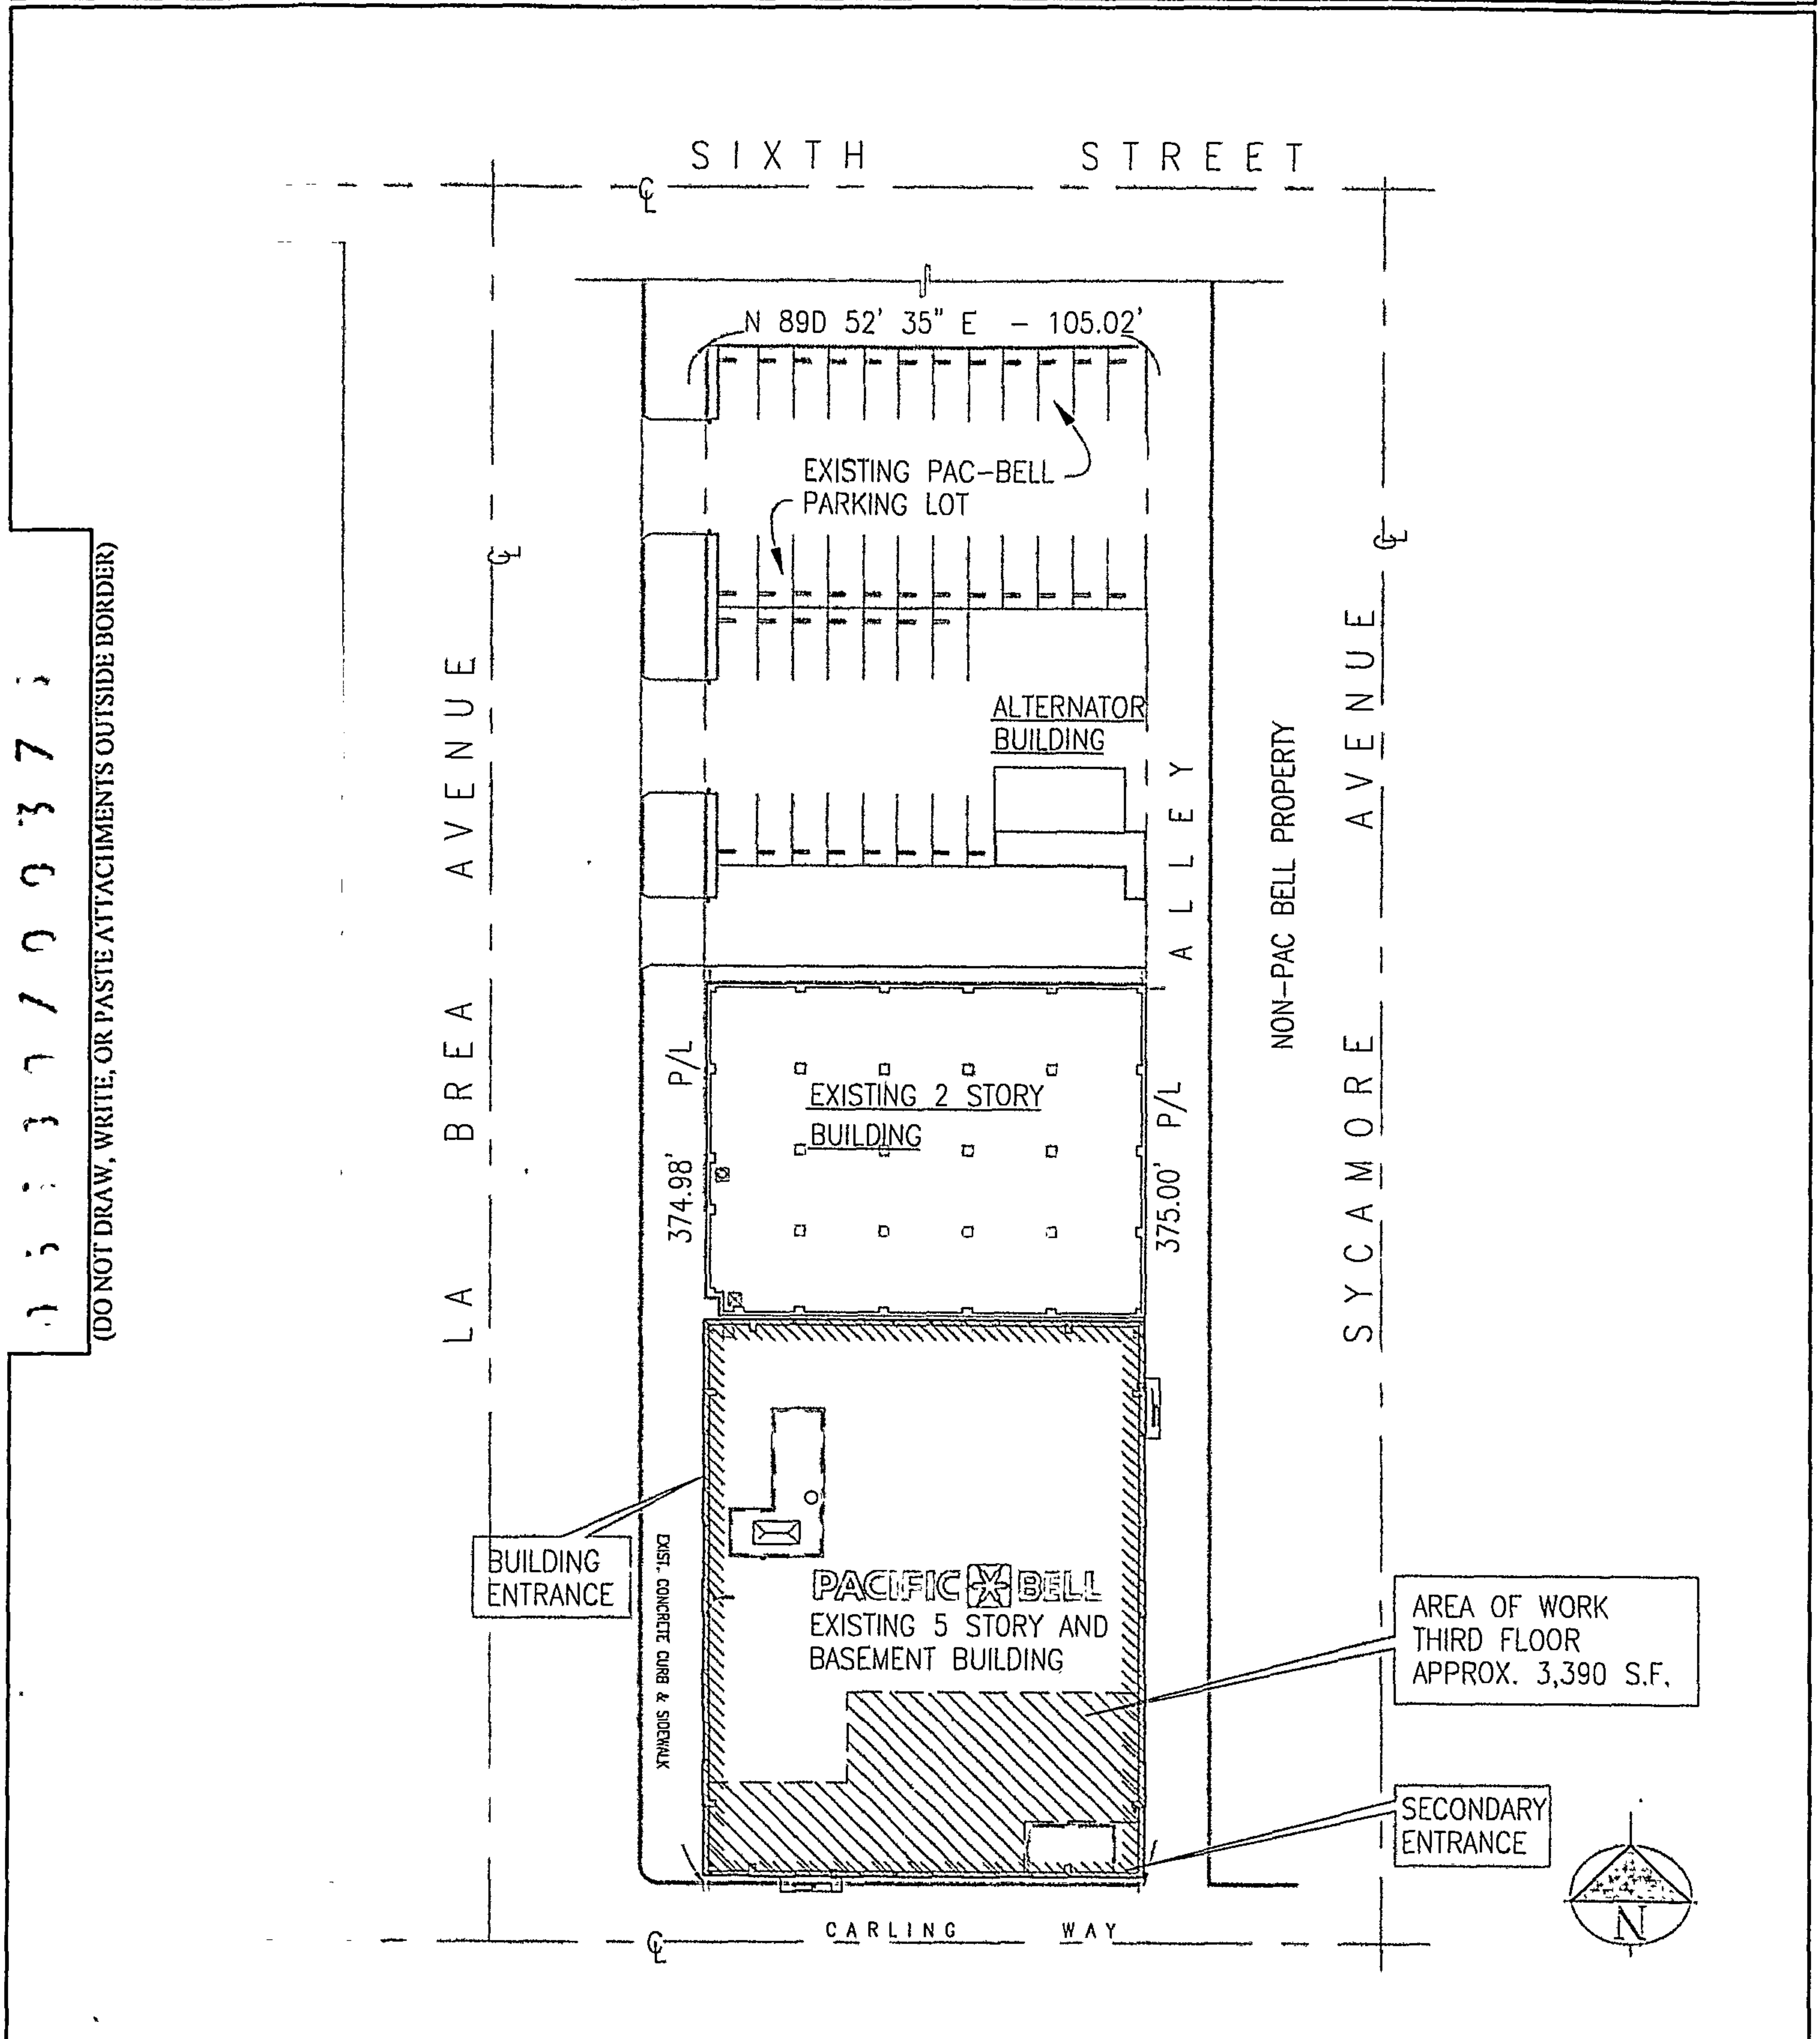 SIXTH STREET
N 89D 52' 35" E - 105.02'
EXISTING PAC-BELL
PARKING LOT
(DO NOT DRAW, WRITE, OR PASTE ATTACHMENTS OUTSIDE BORDER)
LA BREA AVENUE
ALTERNATOR
BUILDING
ALLEY
NON-PAC BELL PROPERTY
SYCAMORE AVENUE
374.98' P/L
EXISTING 2 STORY
BUILDING
375.00' P/L
BUILDING
ENTRANCE
EXIST. CONCRETE CURB & SIDEWALK
PACIFIC BELL
EXISTING 5 STORY AND
BASEMENT BUILDING
AREA OF WORK
THIRD FLOOR
APPROX. 3,390 S.F.
SECONDARY
ENTRANCE
N
CARLING WAY